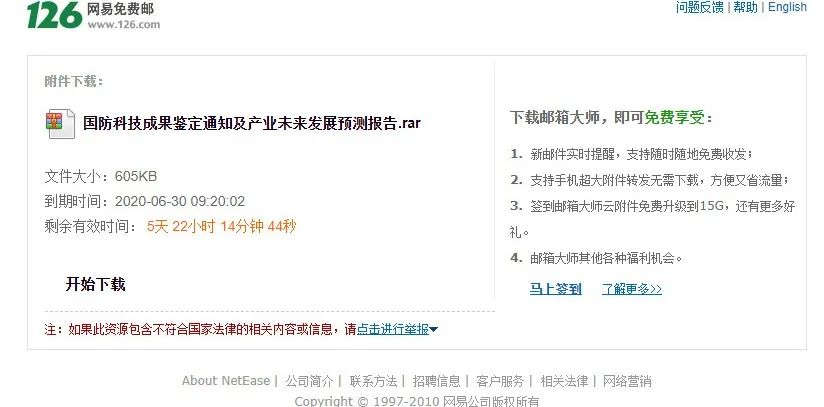 126 网易免费邮
www.126.com
问题反馈 | 帮助 | English
附件下载：
国防科技成果鉴定通知及产业未来发展预测报告.rar
文件大小：605KB
到期时间：2020-06-30 09:20:02
剩余有效时间： 5天 22小时 14分钟 44秒
开始下载
注：如果此资源包含不符合国家法律的相关内容或信息，请点击进行举报
下载邮箱大师，即可免费享受：
1. 新邮件实时提醒，支持随时随地免费收发；
2. 支持手机超大附件转发无需下载，方便又省流量；
3. 签到邮箱大师云附件免费升级到15G，还有更多好
礼。
4. 邮箱大师其他各种福利机会。
马上签到 了解更多>>
About NetEase | 公司简介 | 联系方法 | 招聘信息 | 客户服务 | 相关法律 | 网络营销
Copyright © 1997-2010 网易公司版权所有